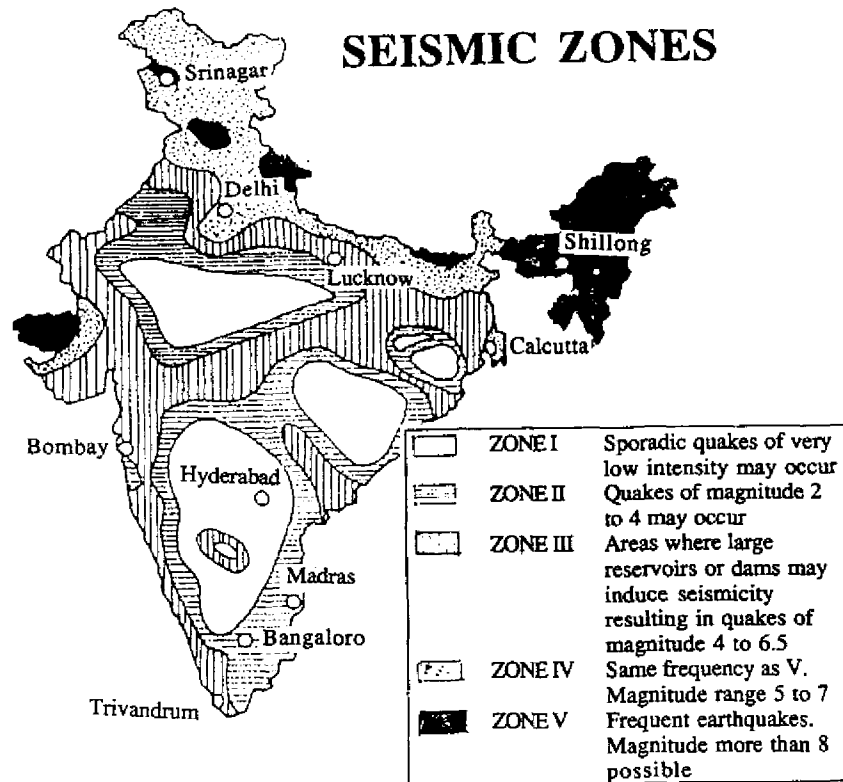 SEISMIC ZONES
Srinagar
Delhi
Shillong
Lucknow
Calcutta
Bombay
Hyderabad
Madras
Bangaloro
Trivandrum
ZONE I Sporadic quakes of very
low intensity may occur
ZONE II Quakes of magnitude 2
to 4 may occur
ZONE III Areas where large
reservoirs or dams may
induce seismicity
resulting in quakes of
magnitude 4 to 6.5
ZONE IV Same frequency as V.
Magnitude range 5 to 7
ZONE V Frequent earthquakes.
Magnitude more than 8
possible